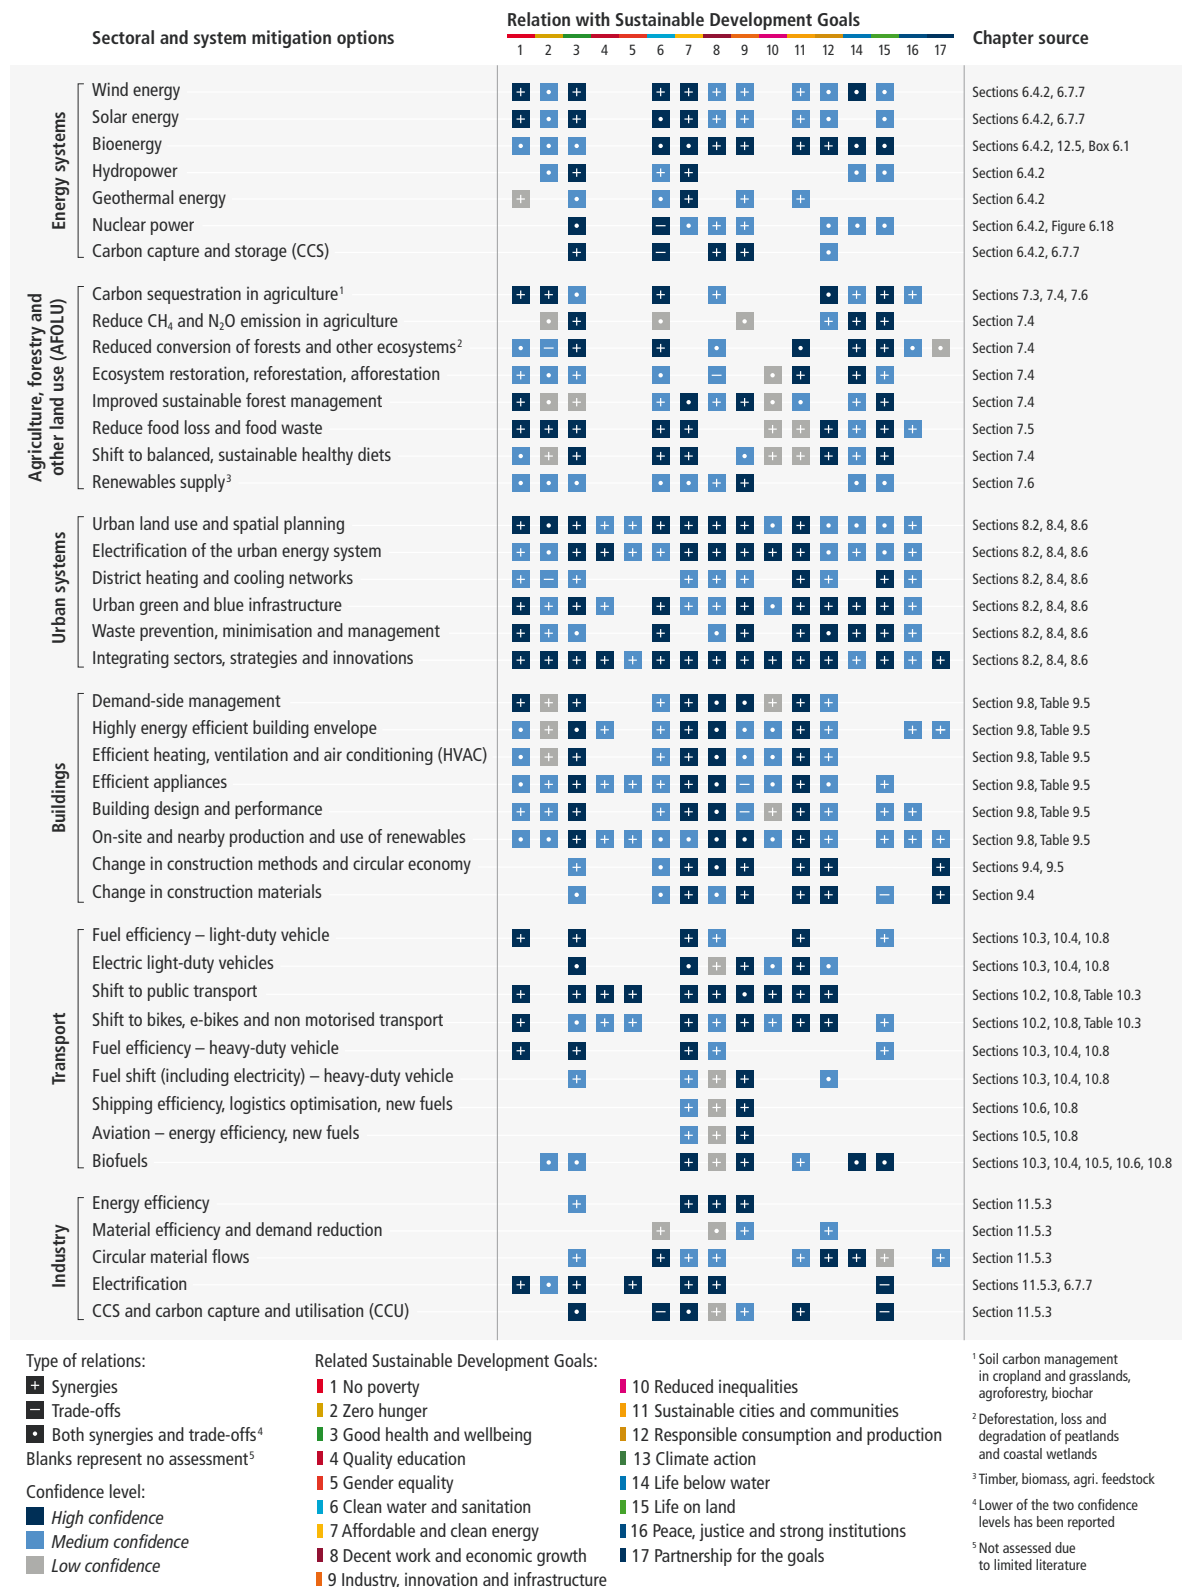 Relation with Sustainable Development Goals
Sectoral and system mitigation options
Chapter source
1 2 3 4 5 6 7 8 9 10 11 12 14 15 16 17
Energy systems
Wind energy + • + + + + + + • • • Sections 6.4.2, 6.7.7
Solar energy + • + • + + + + • • Sections 6.4.2, 6.7.7
Bioenergy • • • • • + + + + • • Sections 6.4.2, 12.5, Box 6.1
Hydropower • + + + • • Section 6.4.2
Geothermal energy + • • + + + Section 6.4.2
Nuclear power • – • + + • • • Section 6.4.2, Figure 6.18
Carbon capture and storage (CCS) + – + + • Section 6.4.2, 6.7.7
Agriculture, forestry and
other land use (AFOLU)
Carbon sequestration in agriculture¹ + + • + + • + + + Sections 7.3, 7.4, 7.6
Reduce CH₄ and N₂O emission in agriculture • + • • + + + Section 7.4
Reduced conversion of forests and other ecosystems² • – + + • • + + • • Section 7.4
Ecosystem restoration, reforestation, afforestation + • + • – • + + + Section 7.4
Improved sustainable forest management + • + + • + + • • + + Section 7.4
Reduce food loss and food waste + + + + + + + + + + + Section 7.5
Shift to balanced, sustainable healthy diets • + + + + • + + + + + Section 7.4
Renewables supply³ • • • • • + + • • Section 7.6
Urban systems
Urban land use and spatial planning + • + + + + + + + • + • • • + Sections 8.2, 8.4, 8.6
Electrification of the urban energy system + • + + + + + + + + + • + • + Sections 8.2, 8.4, 8.6
District heating and cooling networks + – + + + + + + + + Sections 8.2, 8.4, 8.6
Urban green and blue infrastructure + + + + + + + + • + + + + + Sections 8.2, 8.4, 8.6
Waste prevention, minimisation and management + + • + • + + • + + + Sections 8.2, 8.4, 8.6
Integrating sectors, strategies and innovations + + + + + + + + + + + + + + + + Sections 8.2, 8.4, 8.6
Buildings
Demand-side management + + + + + • • + + + Section 9.8, Table 9.5
Highly energy efficient building envelope • + • + + + • • • + + + + Section 9.8, Table 9.5
Efficient heating, ventilation and air conditioning (HVAC) • + + + + • • • + + Section 9.8, Table 9.5
Efficient appliances • + + + + + + • – • + • + Section 9.8, Table 9.5
Building design and performance + + + + + • – + + + + + Section 9.8, Table 9.5
On-site and nearby production and use of renewables • • + + + • • • • • + + + + + Section 9.8, Table 9.5
Change in construction methods and circular economy + • + • + + + + Sections 9.4, 9.5
Change in construction materials • • + • + + + – + Section 9.4
Transport
Fuel efficiency – light-duty vehicle + + + + + + Sections 10.3, 10.4, 10.8
Electric light-duty vehicles • • + + • + • Sections 10.3, 10.4, 10.8
Shift to public transport + + + + + + • + + + Sections 10.2, 10.8, Table 10.3
Shift to bikes, e-bikes and non motorised transport + • + + + + + + + + + Sections 10.2, 10.8, Table 10.3
Fuel efficiency – heavy-duty vehicle + + + + + Sections 10.3, 10.4, 10.8
Fuel shift (including electricity) – heavy-duty vehicle + + + + • Sections 10.3, 10.4, 10.8
Shipping efficiency, logistics optimisation, new fuels + + + Sections 10.6, 10.8
Aviation – energy efficiency, new fuels + + + Sections 10.5, 10.8
Biofuels • • + + + + • • Sections 10.3, 10.4, 10.5, 10.6, 10.8
Industry
Energy efficiency + + + + Section 11.5.3
Material efficiency and demand reduction + • + + Section 11.5.3
Circular material flows + + + + + + + + + Section 11.5.3
Electrification + • + + + + – Sections 11.5.3, 6.7.7
CCS and carbon capture and utilisation (CCU) • – • + + + – Section 11.5.3
Type of relations:
+ Synergies
– Trade-offs
• Both synergies and trade-offs⁴
Blanks represent no assessment⁵
Confidence level:
High confidence
Medium confidence
Low confidence
Related Sustainable Development Goals:
1 No poverty
2 Zero hunger
3 Good health and wellbeing
4 Quality education
5 Gender equality
6 Clean water and sanitation
7 Affordable and clean energy
8 Decent work and economic growth
9 Industry, innovation and infrastructure
10 Reduced inequalities
11 Sustainable cities and communities
12 Responsible consumption and production
13 Climate action
14 Life below water
15 Life on land
16 Peace, justice and strong institutions
17 Partnership for the goals
¹ Soil carbon management
in cropland and grasslands,
agroforestry, biochar
² Deforestation, loss and
degradation of peatlands
and coastal wetlands
³ Timber, biomass, agri. feedstock
⁴ Lower of the two confidence
levels has been reported
⁵ Not assessed due
to limited literature